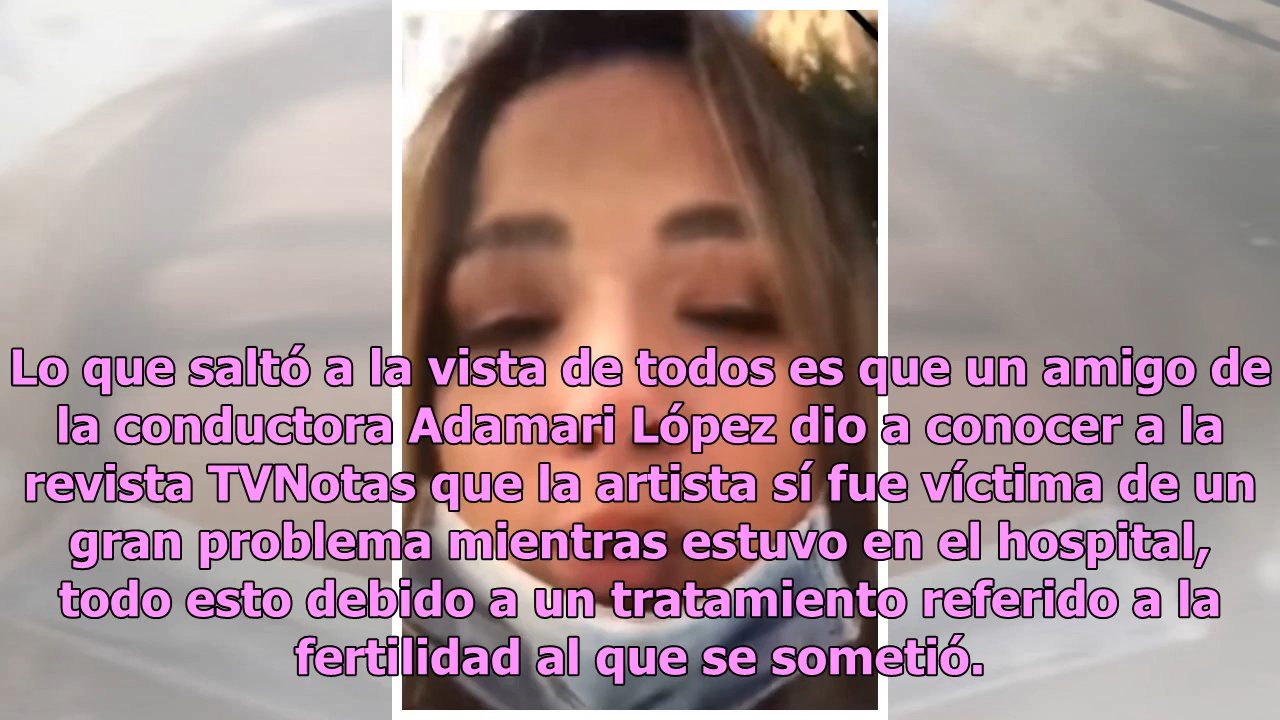 Lo que saltó a la vista de todos es que un amigo de
la conductora Adamari López dio a conocer a la
revista TVNotas que la artista sí fue víctima de un
gran problema mientras estuvo en el hospital,
todo esto debido a un tratamiento referido a la
fertilidad al que se sometió.